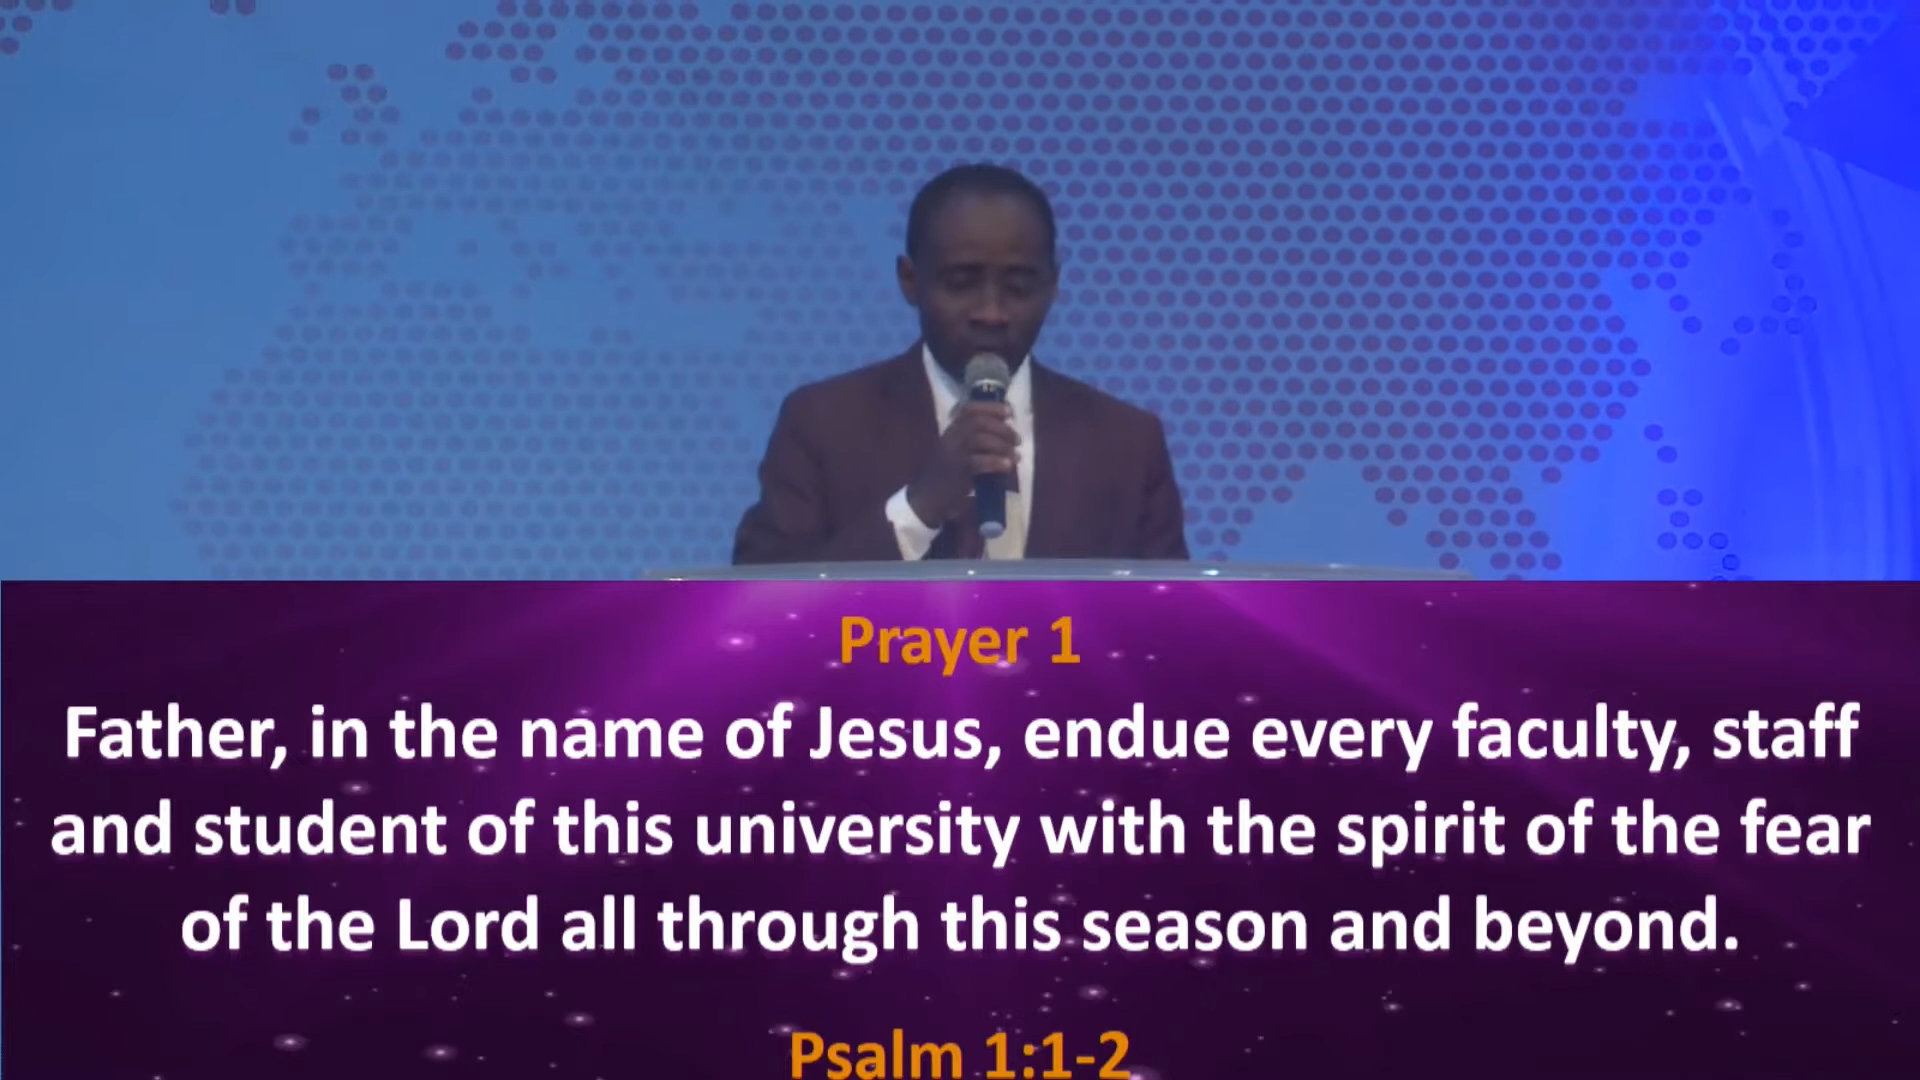 Prayer 1
Father, in the name of Jesus, endue every faculty, staff
and student of this university with the spirit of the fear
of the Lord all through this season and beyond.
Psalm 1:1-2